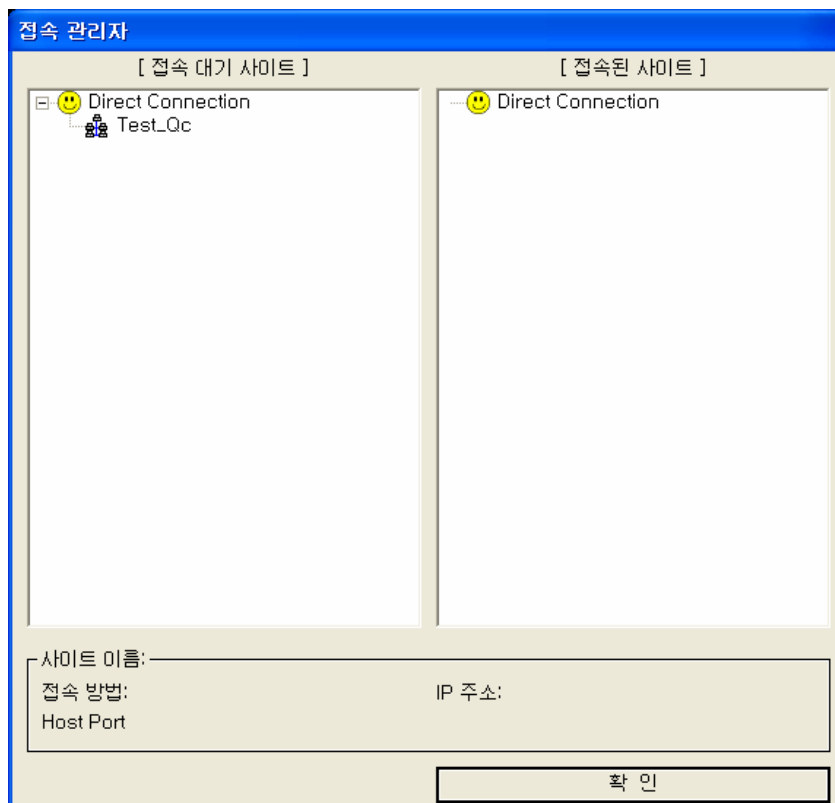 접속 관리자
[ 접속 대기 사이트 ]
[ 접속된 사이트 ]
Direct Connection
Test_Qc
Direct Connection
사이트 이름:
접속 방법:
IP 주소:
Host Port
확 인